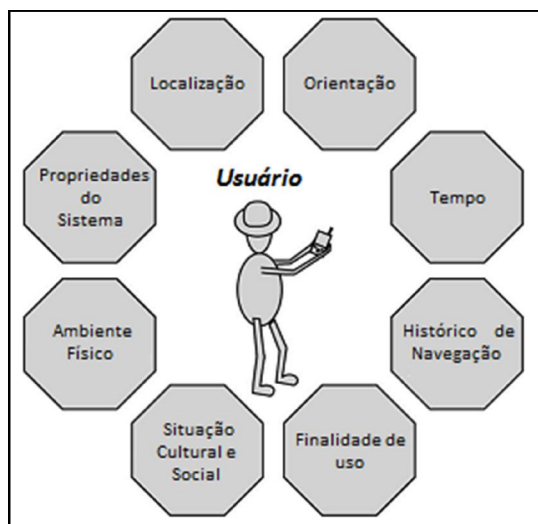 Localização
Orientação
Propriedades
do
Sistema
Usuário
Tempo
Ambiente
Físico
Histórico de
Navegação
Situação
Cultural e
Social
Finalidade de
uso